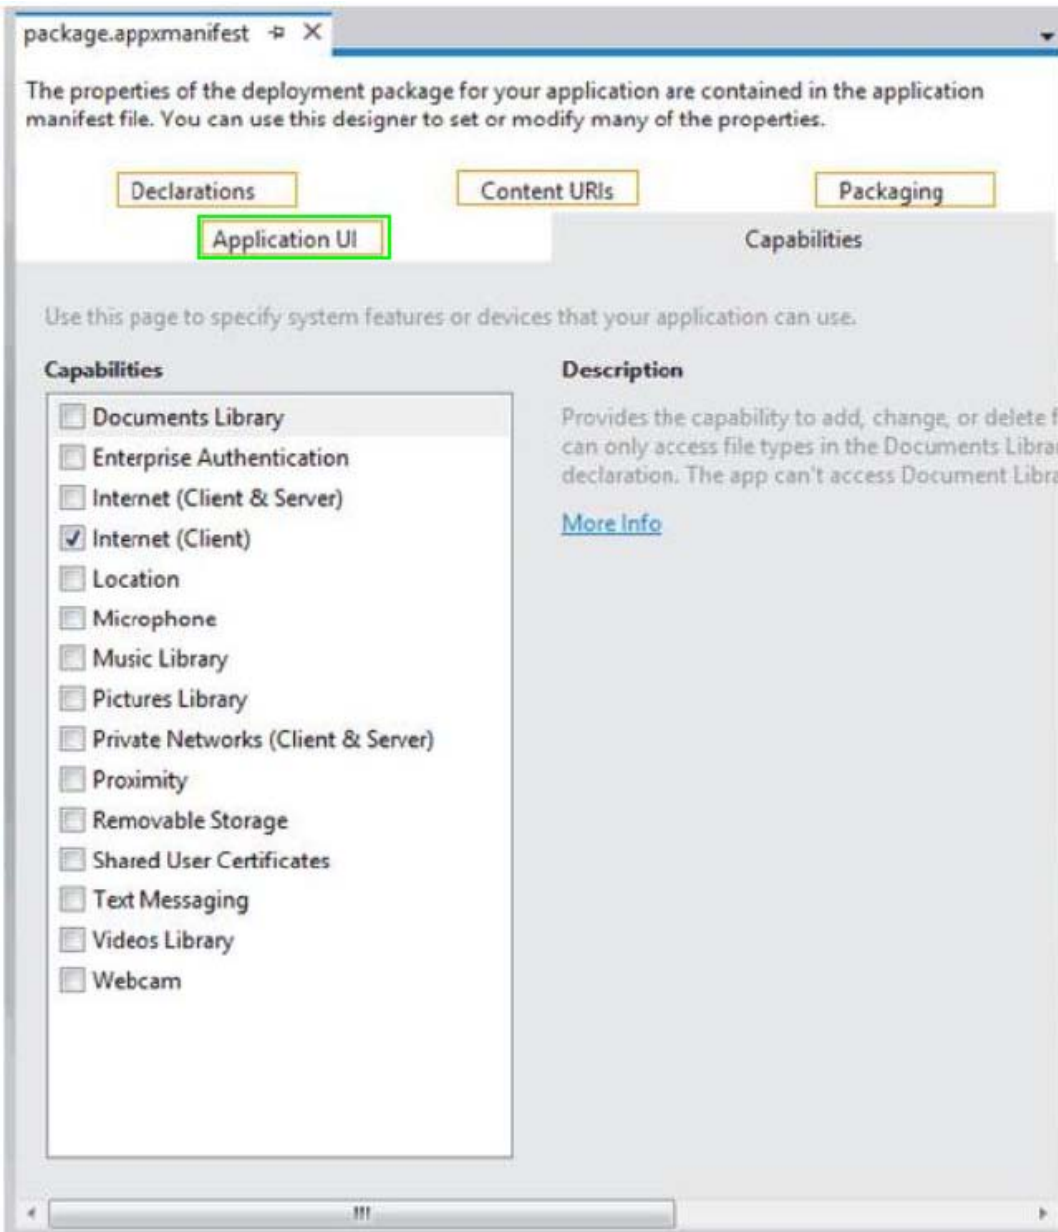 package.appxmanifest
The properties of the deployment package for your application are contained in the application
manifest file. You can use this designer to set or modify many of the properties.
Declarations Content URIs Packaging
Application UI Capabilities
Use this page to specify system features or devices that your application can use.
Capabilities Description
Documents Library
Enterprise Authentication
Internet (Client & Server)
Internet (Client)
Location
Microphone
Music Library
Pictures Library
Private Networks (Client & Server)
Proximity
Removable Storage
Shared User Certificates
Text Messaging
Videos Library
Webcam
Provides the capability to add, change, or delete
can only access file types in the Documents
declaration. The app can't access Document
More Info